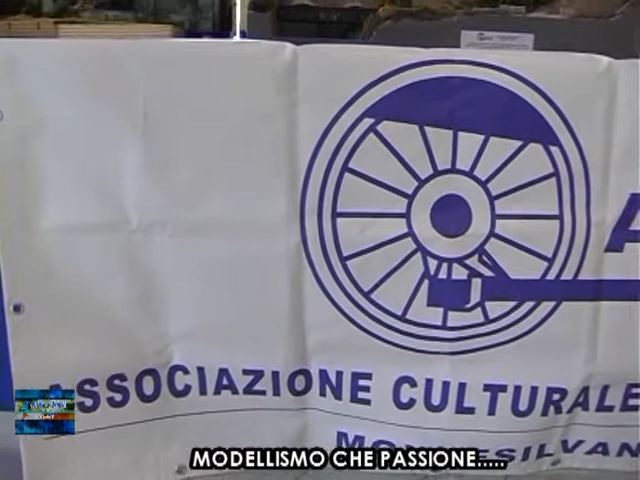 A
ASSOCIAZIONE CULTURALE
MODELLISMO CHE PASSIONE.....